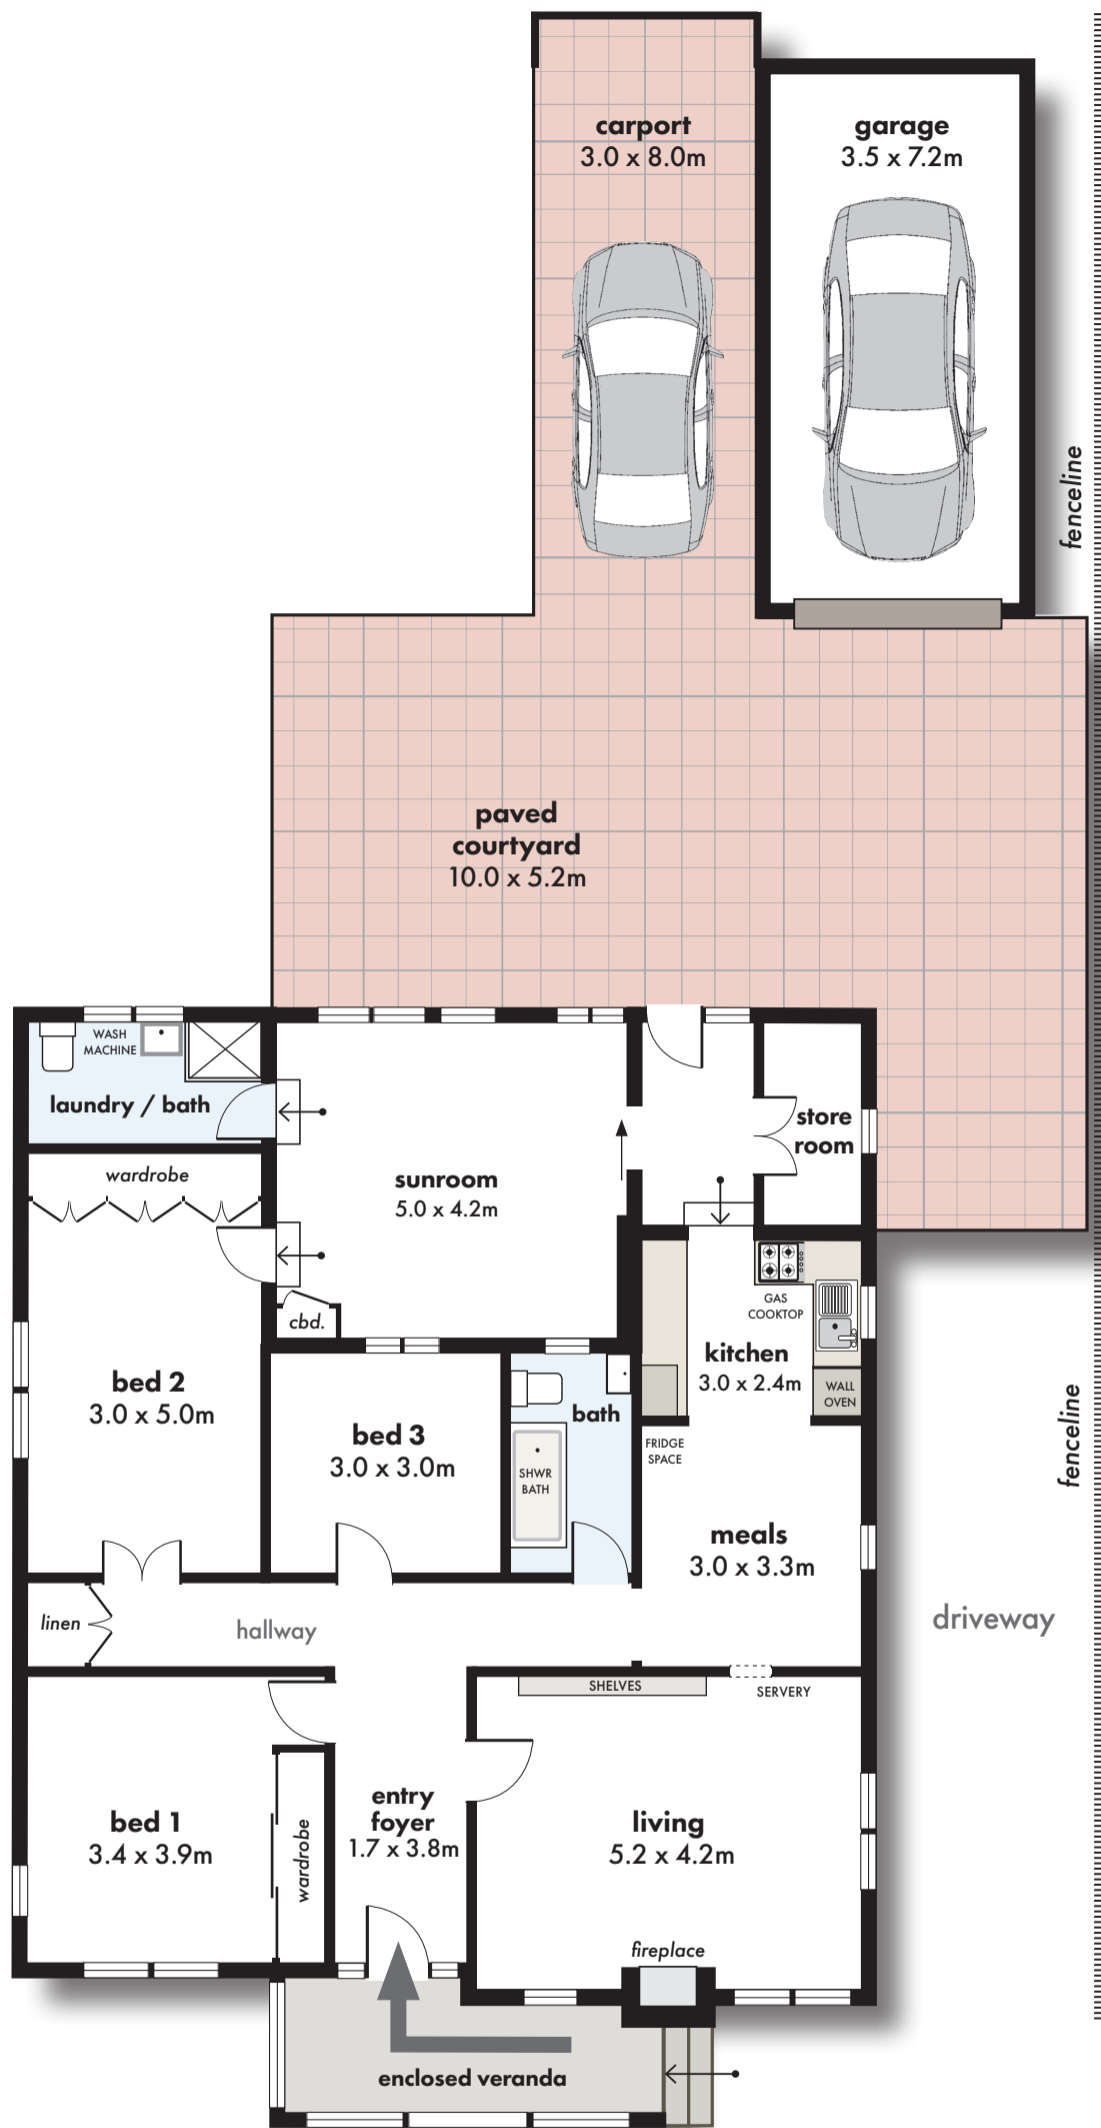 carport
3.0 x 8.0m
garage
3.5 x 7.2m
fenceline
paved
courtyard
10.0 x 5.2m
WASH
MACHINE
laundry / bath
wardrobe
sunroom
5.0 x 4.2m
store
room
cbd.
GAS
COOKTOP
kitchen
3.0 x 2.4m
WALL
OVEN
bed 2
3.0 x 5.0m
bed 3
3.0 x 3.0m
bath
SHWR
BATH
FRIDGE
SPACE
meals
3.0 x 3.3m
fenceline
linen
hallway
driveway
SHELVES
SERVERY
bed 1
3.4 x 3.9m
wardrobe
entry
foyer
1.7 x 3.8m
living
5.2 x 4.2m
fireplace
enclosed veranda